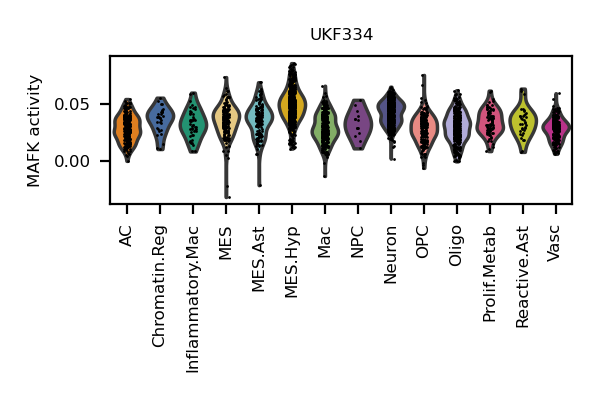 UKF334
MAFK activity
0.05
0.00
AC
Chromatin.Reg
Inflammatory.Mac
MES
MES.Ast
MES.Hyp
Mac
NPC
Neuron
OPC
Oligo
Prolif.Metab
Reactive.Ast
Vasc